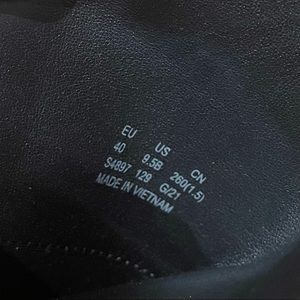 EU US CN
40 9.5B 260(1.5)
S4897 129 G/21
MADE IN VIETNAM